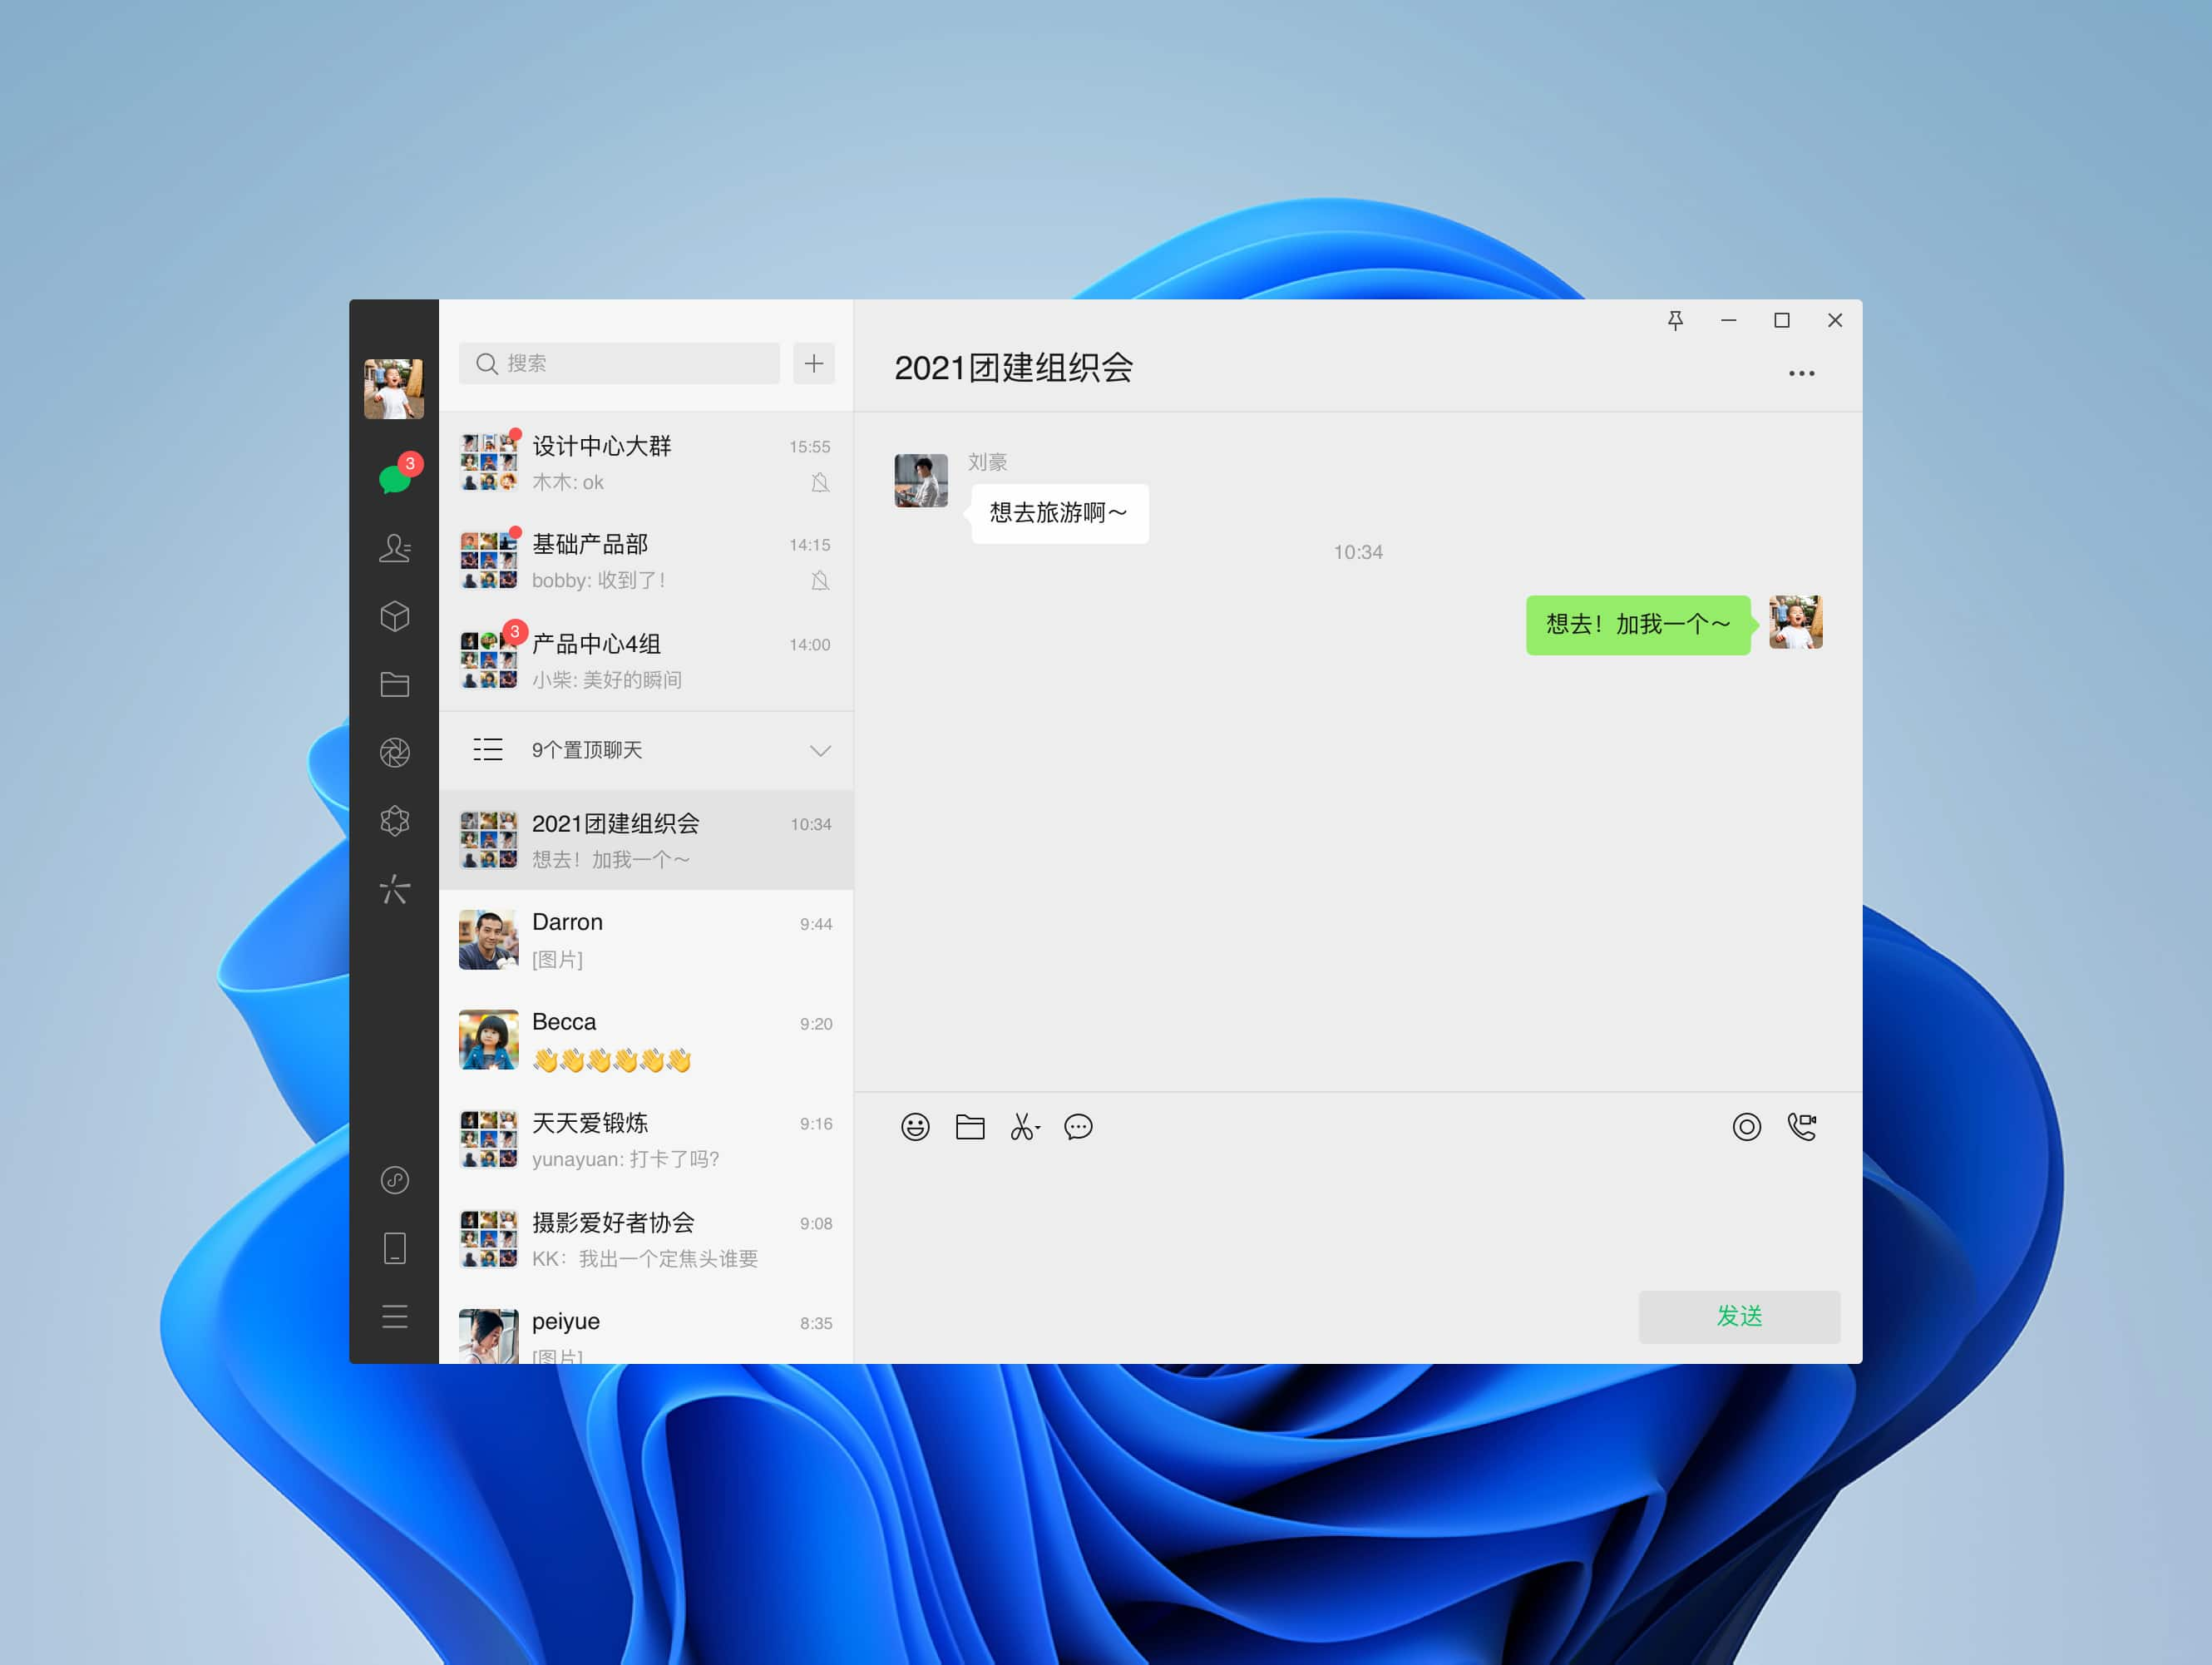 搜索
3
设计中心大群 15:55
木木: ok
基础产品部 14:15
bobby: 收到了！
3
产品中心4组 14:00
小柴: 美好的瞬间
9个置顶聊天
2021团建组织会 10:34
想去！加我一个～
Darron 9:44
[图片]
Becca 9:20
👋👋👋👋👋👋
天天爱锻炼 9:16
yunayuan: 打卡了吗?
摄影爱好者协会 9:08
KK：我出一个定焦头谁要
peiyue 8:35
[图片]
2021团建组织会
刘豪
想去旅游啊～
10:34
想去！加我一个～
发送